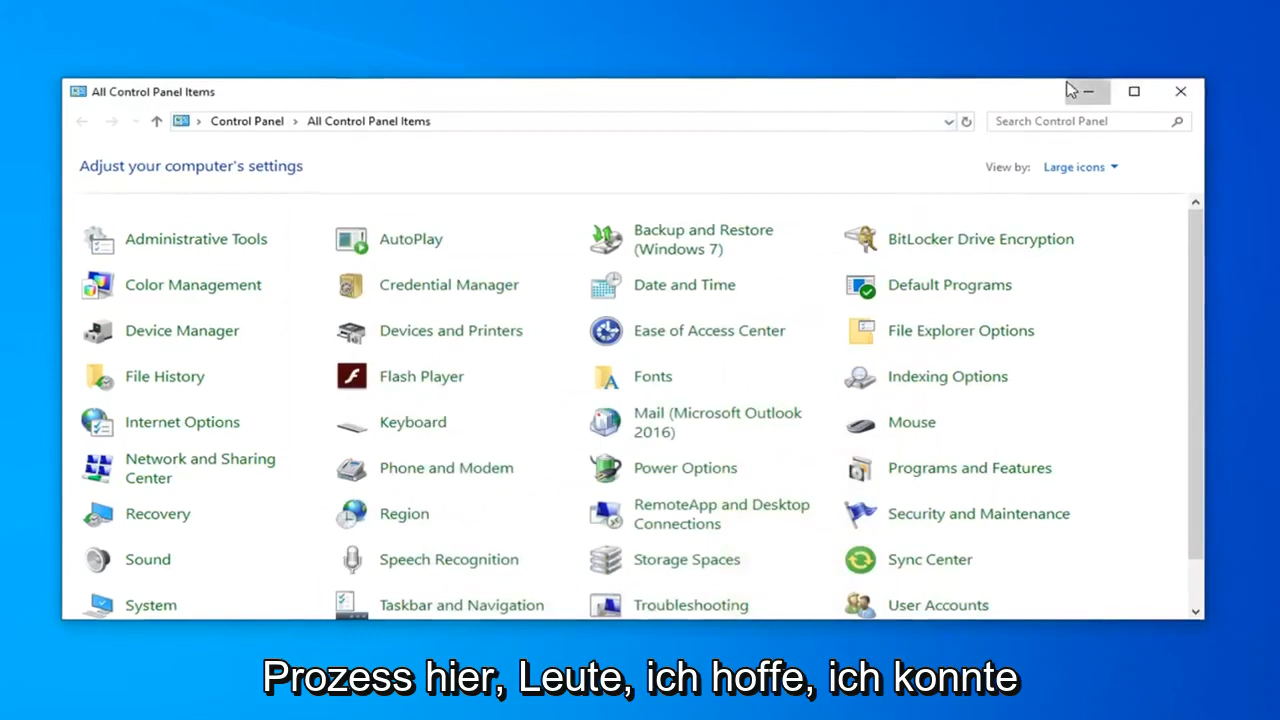 All Control Panel Items
Control Panel > All Control Panel Items
Search Control Panel
Adjust your computer's settings
View by: Large icons
Administrative Tools
AutoPlay
Backup and Restore
(Windows 7)
BitLocker Drive Encryption
Color Management
Credential Manager
Date and Time
Default Programs
Device Manager
Devices and Printers
Ease of Access Center
File Explorer Options
File History
Flash Player
Fonts
Indexing Options
Internet Options
Keyboard
Mail (Microsoft Outlook
2016)
Mouse
Network and Sharing
Center
Phone and Modem
Power Options
Programs and Features
Recovery
Region
RemoteApp and Desktop
Connections
Security and Maintenance
Sound
Speech Recognition
Storage Spaces
Sync Center
System
Taskbar and Navigation
Troubleshooting
User Accounts
Prozess hier, Leute, ich hoffe, ich konnte